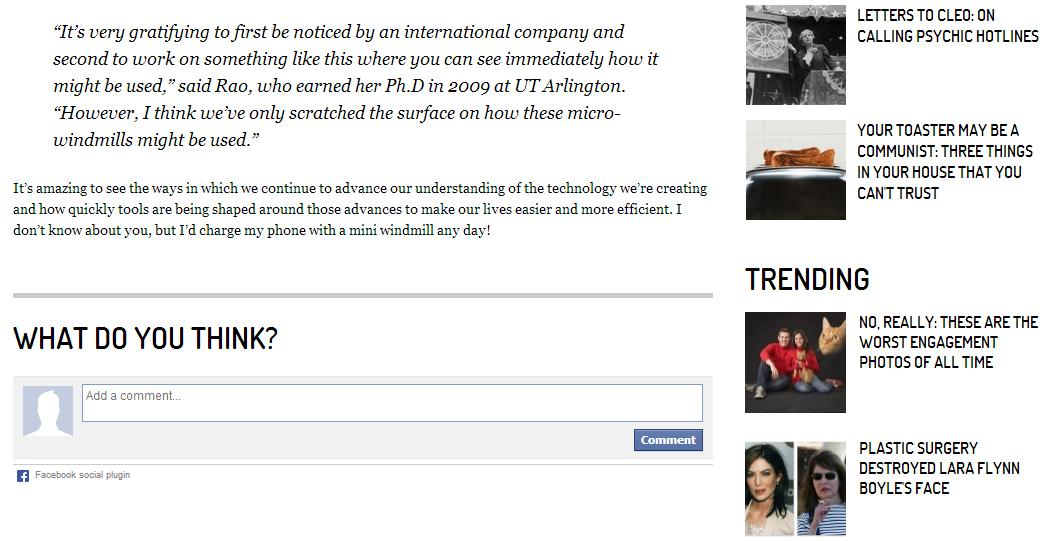 “It’s very gratifying to first be noticed by an international company and
second to work on something like this where you can see immediately how it
might be used,” said Rao, who earned her Ph.D in 2009 at UT Arlington.
“However, I think we’ve only scratched the surface on how these micro-
windmills might be used.”
It’s amazing to see the ways in which we continue to advance our understanding of the technology we’re creating
and how quickly tools are being shaped around those advances to make our lives easier and more efficient. I
don’t know about you, but I’d charge my phone with a mini windmill any day!
WHAT DO YOU THINK?
Add a comment...
Comment
Facebook social plugin
LETTERS TO CLEO: ON
CALLING PSYCHIC HOTLINES
YOUR TOASTER MAY BE A
COMMUNIST: THREE THINGS
IN YOUR HOUSE THAT YOU
CAN'T TRUST
TRENDING
NO, REALLY: THESE ARE THE
WORST ENGAGEMENT
PHOTOS OF ALL TIME
PLASTIC SURGERY
DESTROYED LARA FLYNN
BOYLE'S FACE